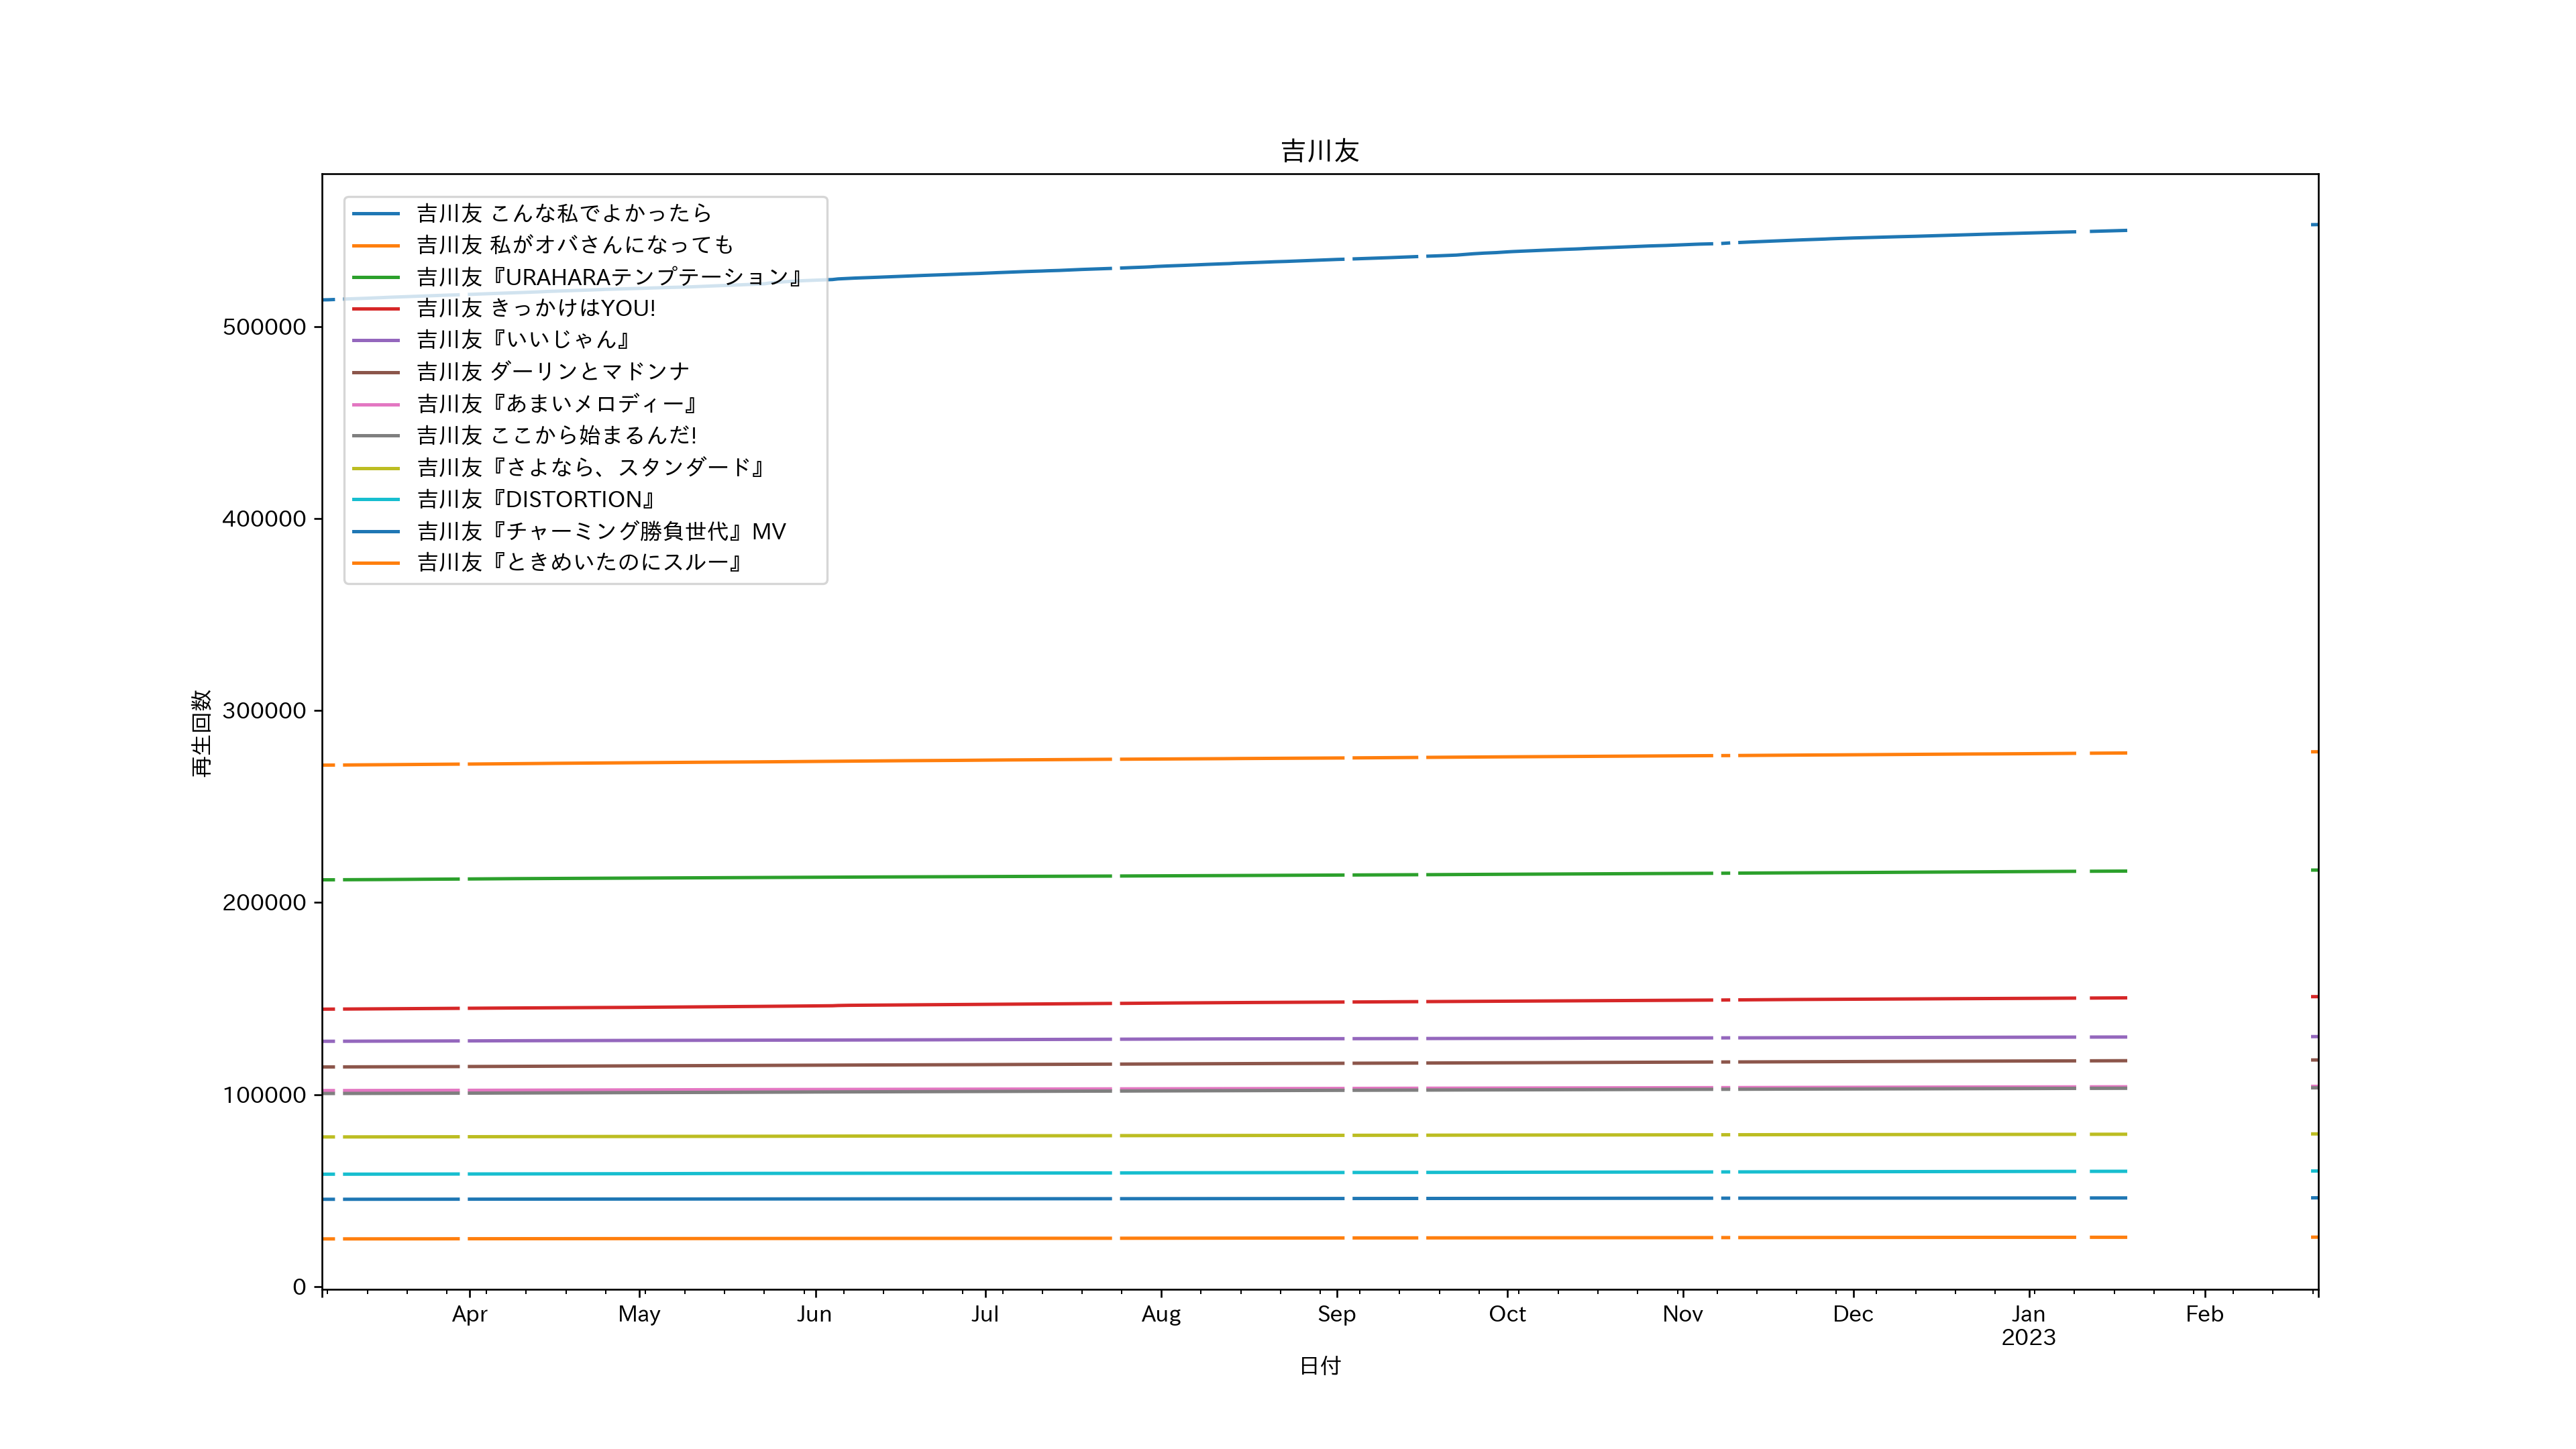 吉川友
吉川友 こんな私でよかったら
吉川友 私がオバさんになっても
吉川友『URAHARAテンプテーション』
吉川友 きっかけはYOU!
吉川友『いいじゃん』
吉川友 ダーリンとマドンナ
吉川友『あまいメロディー』
吉川友 ここから始まるんだ!
吉川友『さよなら、スタンダード』
吉川友『DISTORTION』
吉川友『チャーミング勝負世代』MV
吉川友『ときめいたのにスルー』
500000
400000
300000
200000
100000
0
再生回数
Apr May Jun Jul Aug Sep Oct Nov Dec Jan Feb
2023
日付